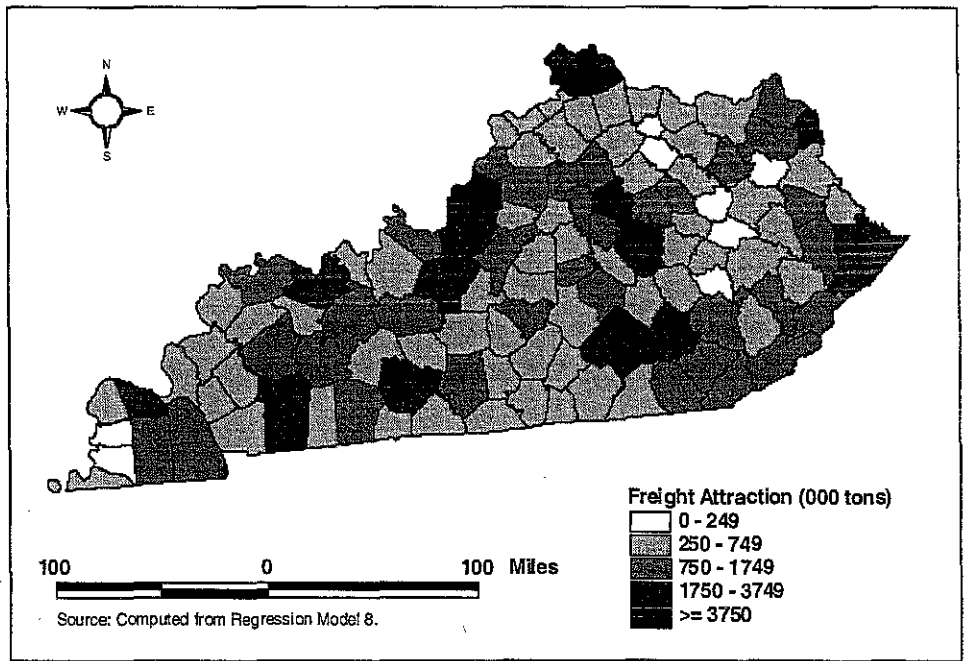 N
W E
S
Freight Attraction (000 tons)
0 - 249
250 - 749
750 - 1749
1750 - 3749
>= 3750
100 0 100 Miles
Source: Computed from Regression Model 8.